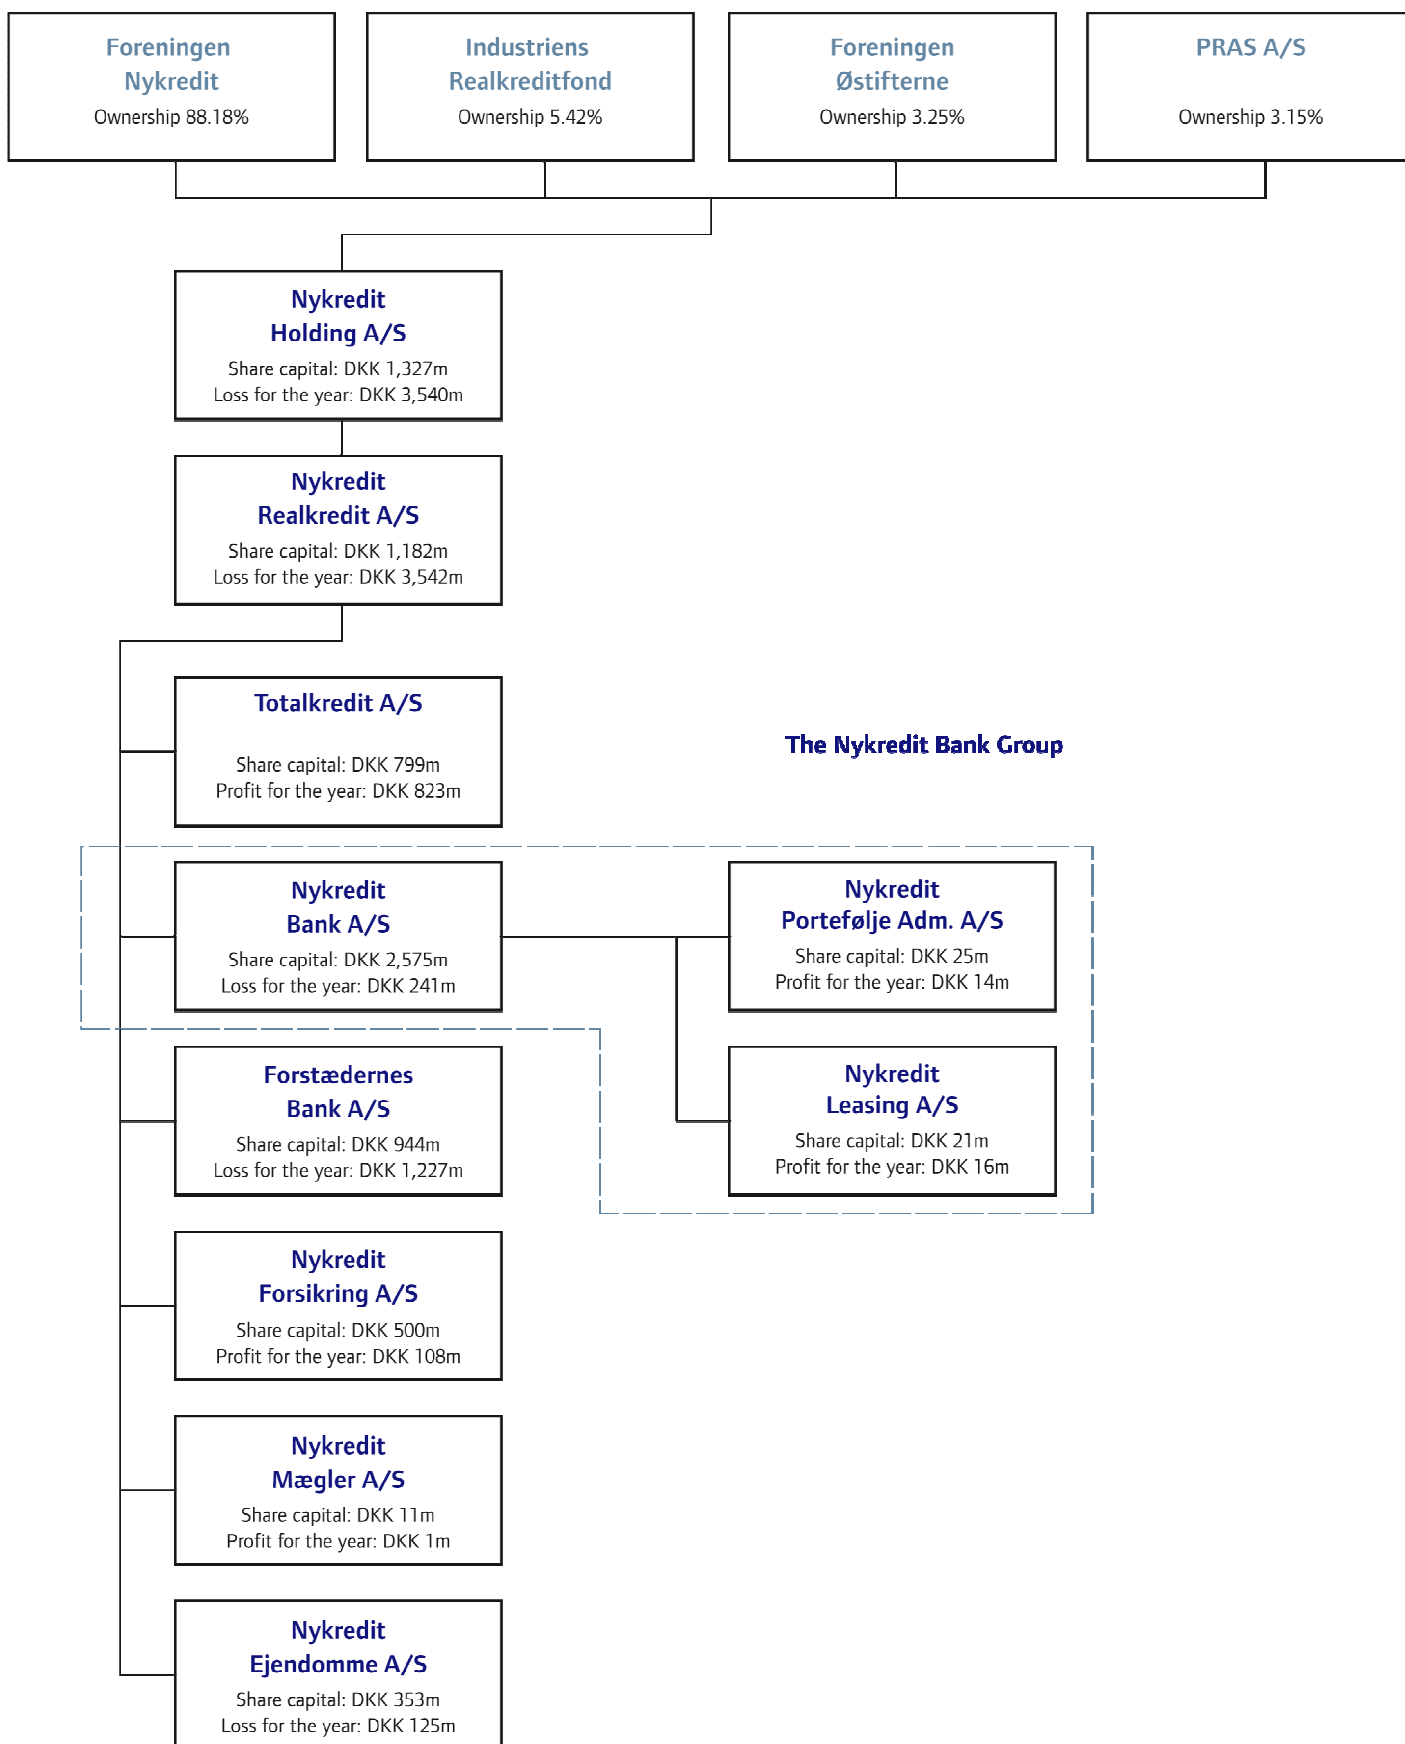 Foreningen
Nykredit
Ownership 88.18%
Industriens
Realkreditfond
Ownership 5.42%
Foreningen
Østifterne
Ownership 3.25%
PRAS A/S
Ownership 3.15%
Nykredit
Holding A/S
Share capital: DKK 1,327m
Loss for the year: DKK 3,540m
Nykredit
Realkredit A/S
Share capital: DKK 1,182m
Loss for the year: DKK 3,542m
Totalkredit A/S
Share capital: DKK 799m
Profit for the year: DKK 823m
The Nykredit Bank Group
Nykredit
Bank A/S
Share capital: DKK 2,575m
Loss for the year: DKK 241m
Nykredit
Portefølje Adm. A/S
Share capital: DKK 25m
Profit for the year: DKK 14m
Forstædernes
Bank A/S
Share capital: DKK 944m
Loss for the year: DKK 1,227m
Nykredit
Leasing A/S
Share capital: DKK 21m
Profit for the year: DKK 16m
Nykredit
Forsikring A/S
Share capital: DKK 500m
Profit for the year: DKK 108m
Nykredit
Mægler A/S
Share capital: DKK 11m
Profit for the year: DKK 1m
Nykredit
Ejendomme A/S
Share capital: DKK 353m
Loss for the year: DKK 125m